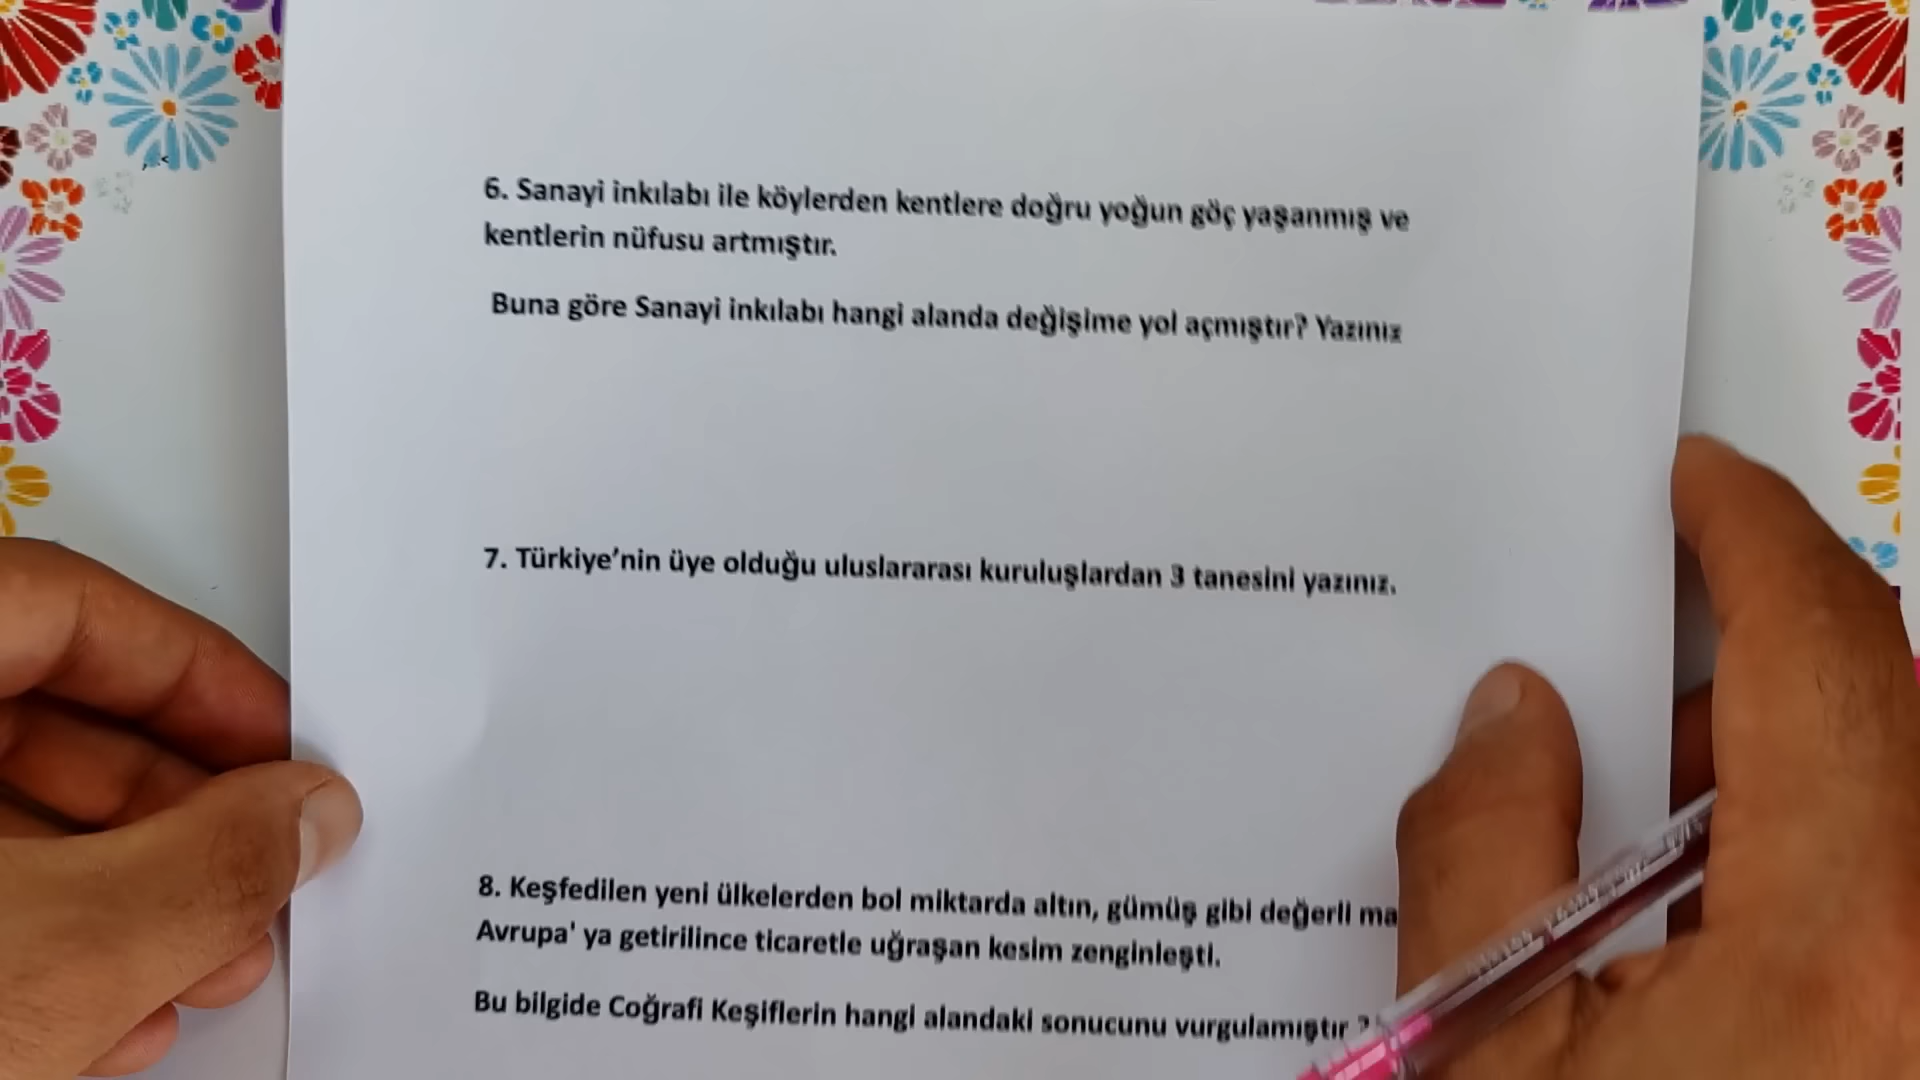 6. Sanayi inkılabı ile köylerden kentlere doğru yoğun göç yaşanmış ve
kentlerin nüfusu artmıştır.
Buna göre Sanayi inkılabı hangi alanda değişime yol açmıştır? Yazınız
7. Türkiye'nin üye olduğu uluslararası kuruluşlardan 3 tanesini yazınız.
8. Keşfedilen yeni ülkelerden bol miktarda altın, gümüş gibi değerli
Avrupa' ya getirilince ticaretle uğraşan kesim zenginleşti.
Bu bilgide Coğrafi Keşiflerin hangi alandaki sonucunu vurgulamıştır ?